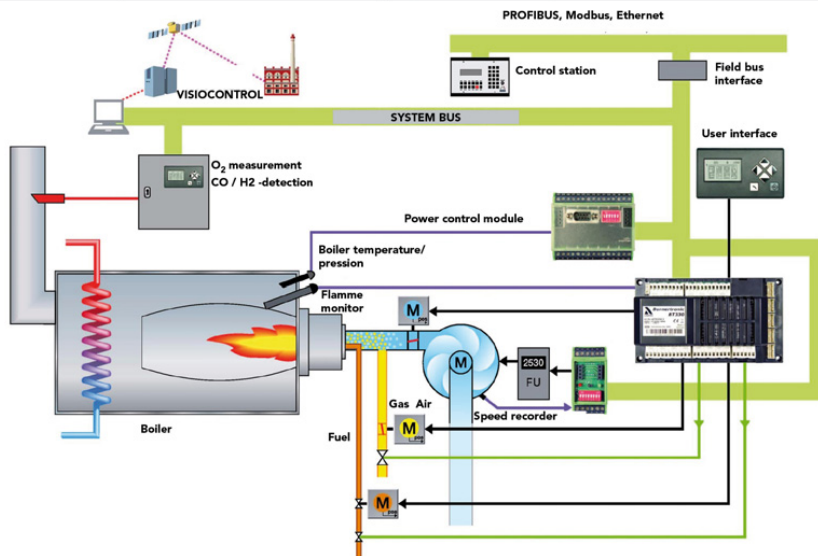 PROFIBUS, Modbus, Ethernet
Control station
Field bus
interface
VISIOCONTROL
SYSTEM BUS
User interface
O2 measurement
CO / H2 -detection
Power control module
Boiler temperature/
pression
Flamme
monitor
M
M
2530
FU
Gas Air
Speed recorder
M
Boiler
Fuel
M